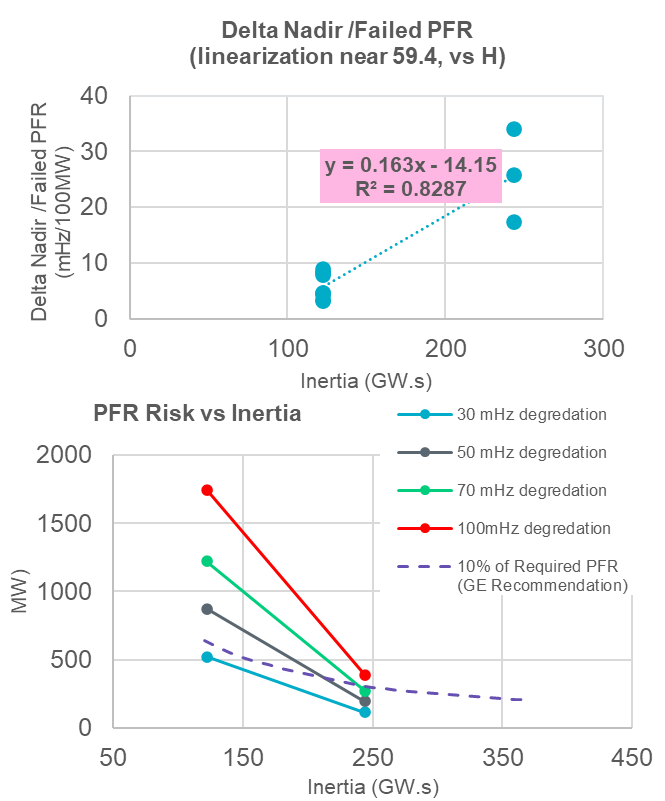 Delta Nadir /Failed PFR
(linearization near 59.4, vs H)
Delta Nadir /Failed PFR
(mHz/100MW)
40
30
20
10
0
y = 0.163x - 14.15
R² = 0.8287
0
100
200
300
Inertia (GW.s)
PFR Risk vs Inertia
30 mHz degredation
50 mHz degredation
70 mHz degredation
100mHz degredation
10% of Required PFR
(GE Recommendation)
MW)
2000
1500
1000
500
0
50
150
250
350
450
Inertia (GW.s)